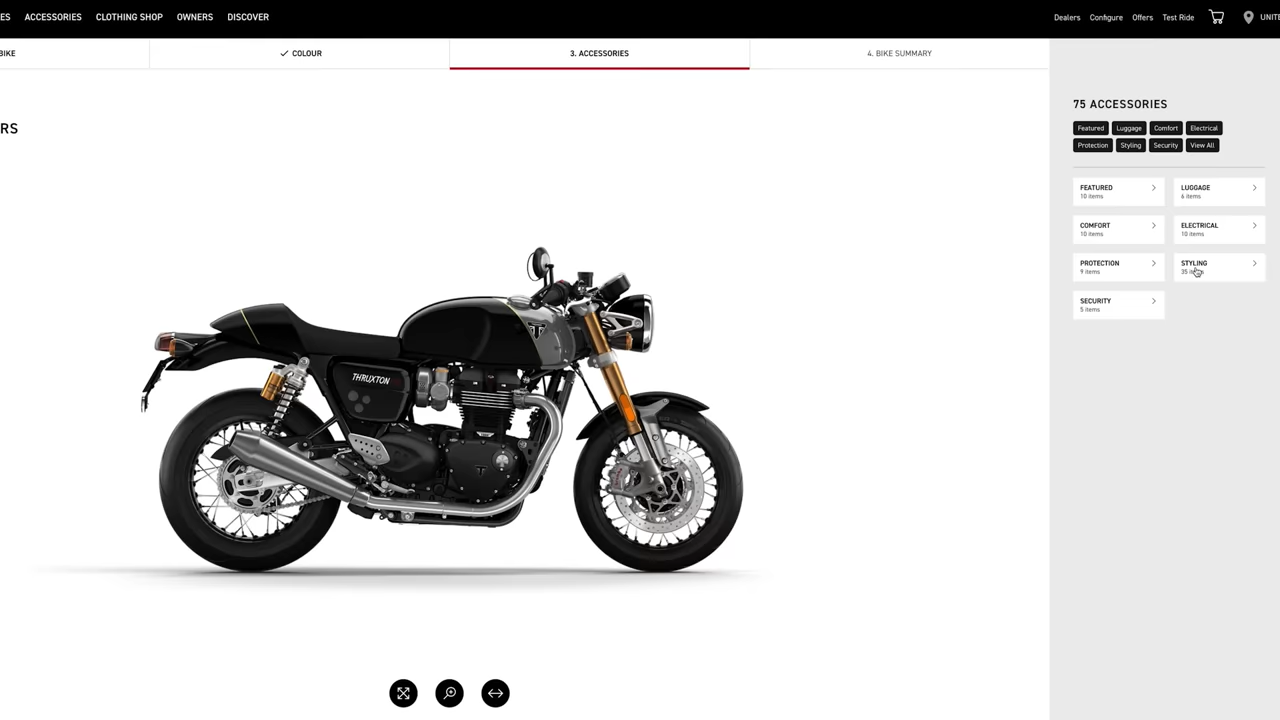 ES ACCESSORIES CLOTHING SHOP OWNERS DISCOVER Dealers Configure Offers Test Ride UNITE
BIKE COLOUR 3. ACCESSORIES 4. BIKE SUMMARY
RS
75 ACCESSORIES
Featured Luggage Comfort Electrical
Protection Styling Security View All
FEATURED
10 items
LUGGAGE
6 items
COMFORT
10 items
ELECTRICAL
10 items
PROTECTION
9 items
STYLING
35 items
SECURITY
5 items
THRUXTON